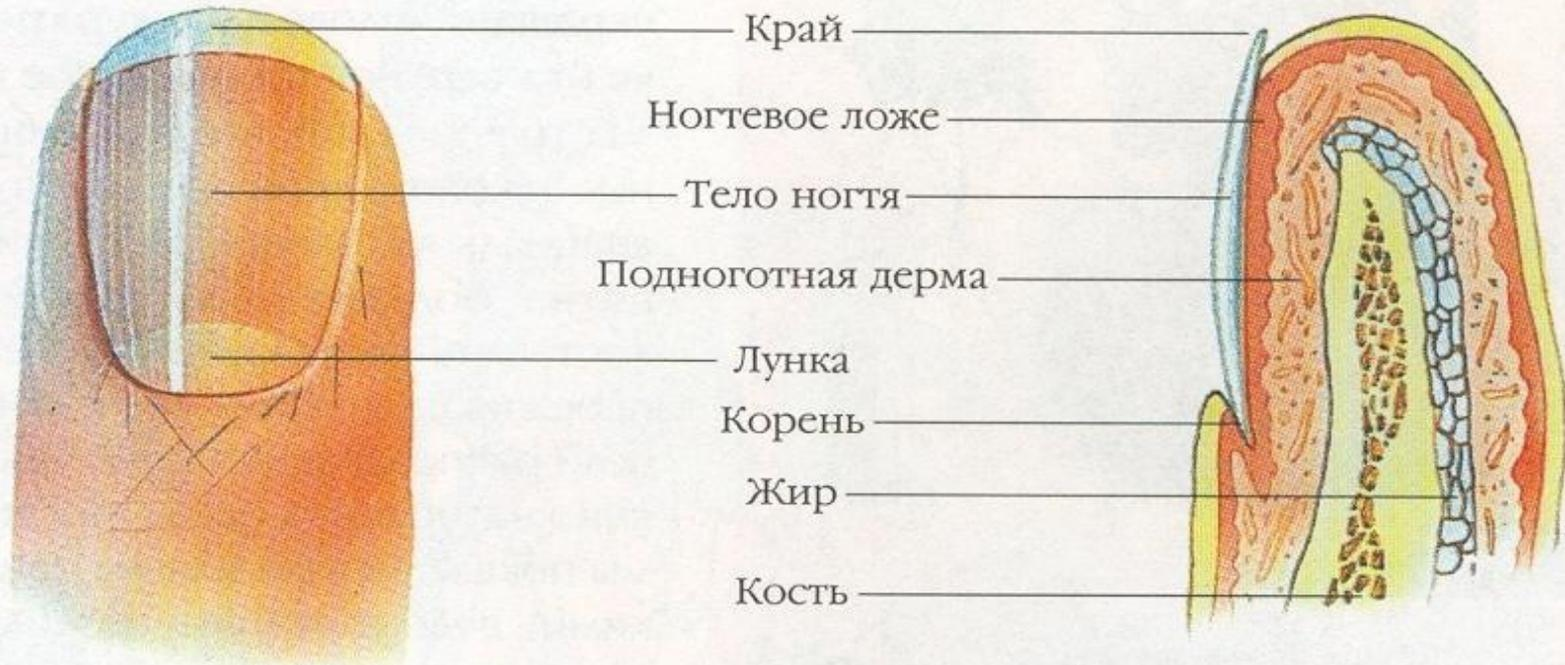 Край
Ногтевое ложе
Тело ногтя
Подноготная дерма
Лунка
Корень
Жир
Кость